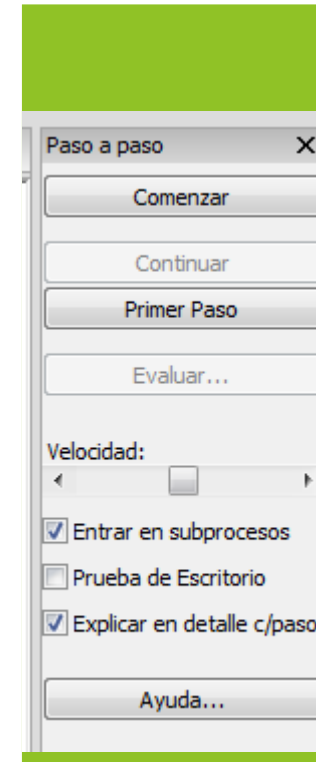 Paso a paso
Comenzar
Continuar
Primer Paso
Evaluar...
Velocidad:
Entrar en subprocesos
Prueba de Escritorio
Explicar en detalle c/paso
Ayuda...